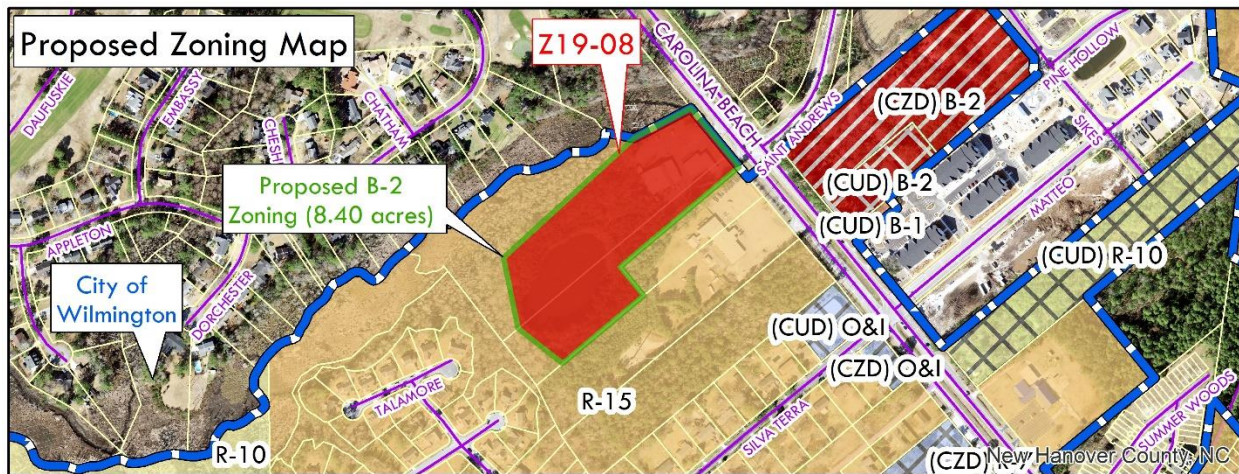 Proposed Zoning Map
Z19-08
Proposed B-2
Zoning (8.40 acres)
City of
Wilmington
DAUFUSKIE
EMBASSY
CHATHAM
CHESHI
APPLETON
DORCHESTER
TALAMORE
R-10
R-15
SILVA TERRA
CAROLINA BEACH
SAINT ANDREWS
(CZD) B-2
(CUD) B-2
(CUD) B-1
PINE HOLLOW
SIKES
MATTEO
(CUD) R-10
(CUD) O&I
(CZD) O&I
SUMMER WOODS
New Hanover County, NC